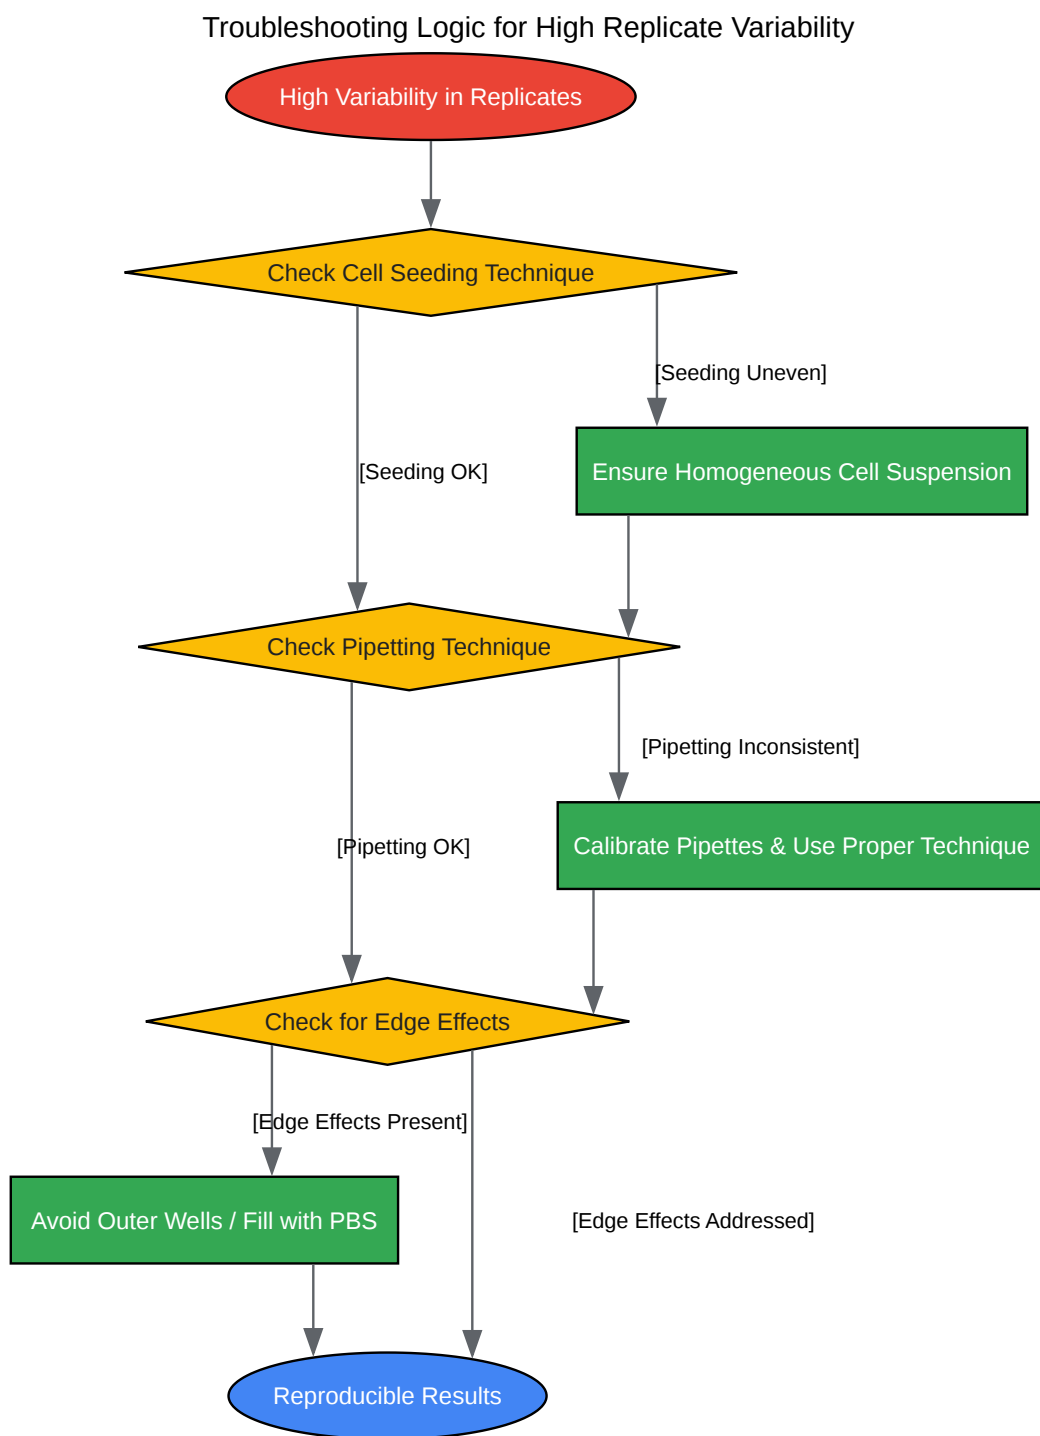 Troubleshooting Logic for High Replicate Variability
High Variability in Replicates
Check Cell Seeding Technique
[Seeding Uneven]
[Seeding OK]
Ensure Homogeneous Cell Suspension
Check Pipetting Technique
[Pipetting Inconsistent]
[Pipetting OK]
Calibrate Pipettes & Use Proper Technique
Check for Edge Effects
[Edge Effects Present]
Avoid Outer Wells / Fill with PBS
[Edge Effects Addressed]
Reproducible Results